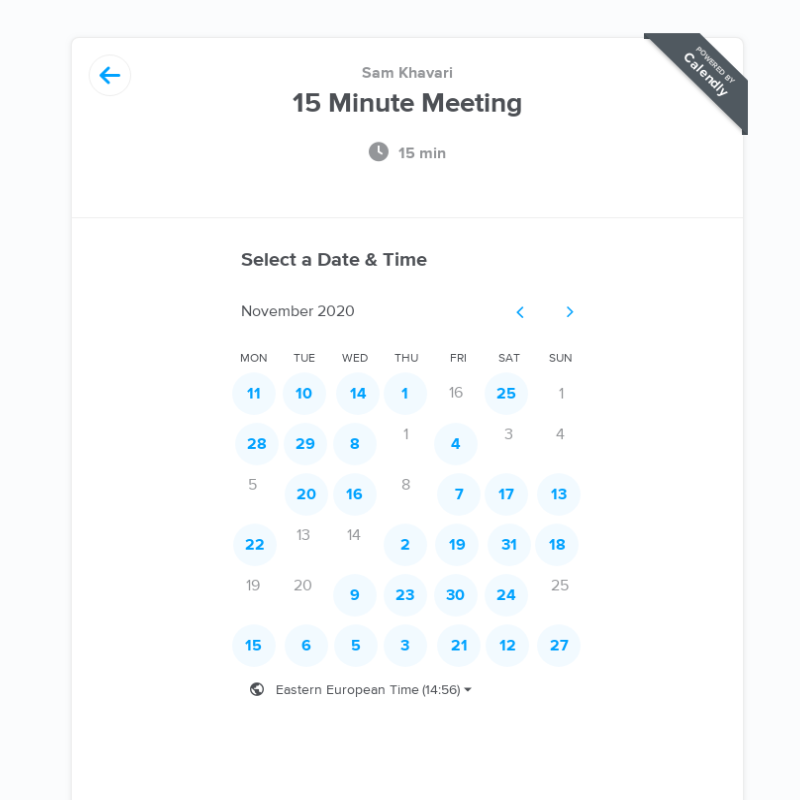 Sam Khavari
POWERED BY
Calendly
15 Minute Meeting
15 min
Select a Date & Time
November 2020
MON TUE WED THU FRI SAT SUN
11 10 14 1 16 25 1
28 29 8 1 4 3 4
5 20 16 8 7 17 13
22 13 14 2 19 31 18
19 20 9 23 30 24 25
15 6 5 3 21 12 27
Eastern European Time (14:56)